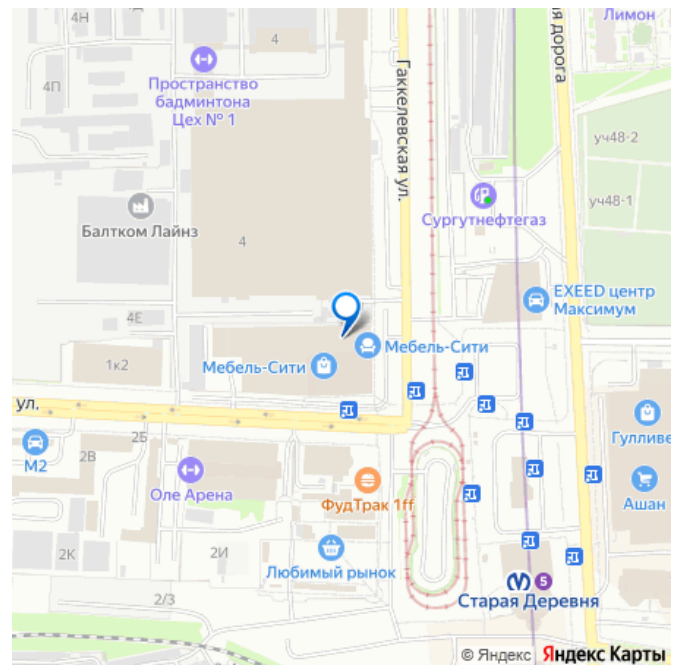 4Н
4
4П
Пространство
бадминтона
Цех № 1
Гаккелевская ул.
ая дорога
Лимон
уч48-2
уч48-1
Сургутнефтегаз
Балтком Лайнз
4
EXEED центр
Максимум
4Е
1к2
Мебель-Сити
Мебель-Сити
ул.
М2
2В
2Б
Оле Арена
ФудТрак 1ff
Гулливе
Ашан
2К
2И
Любимый рынок
2/3
5
Старая Деревня
© Яндекс Яндекс Карты